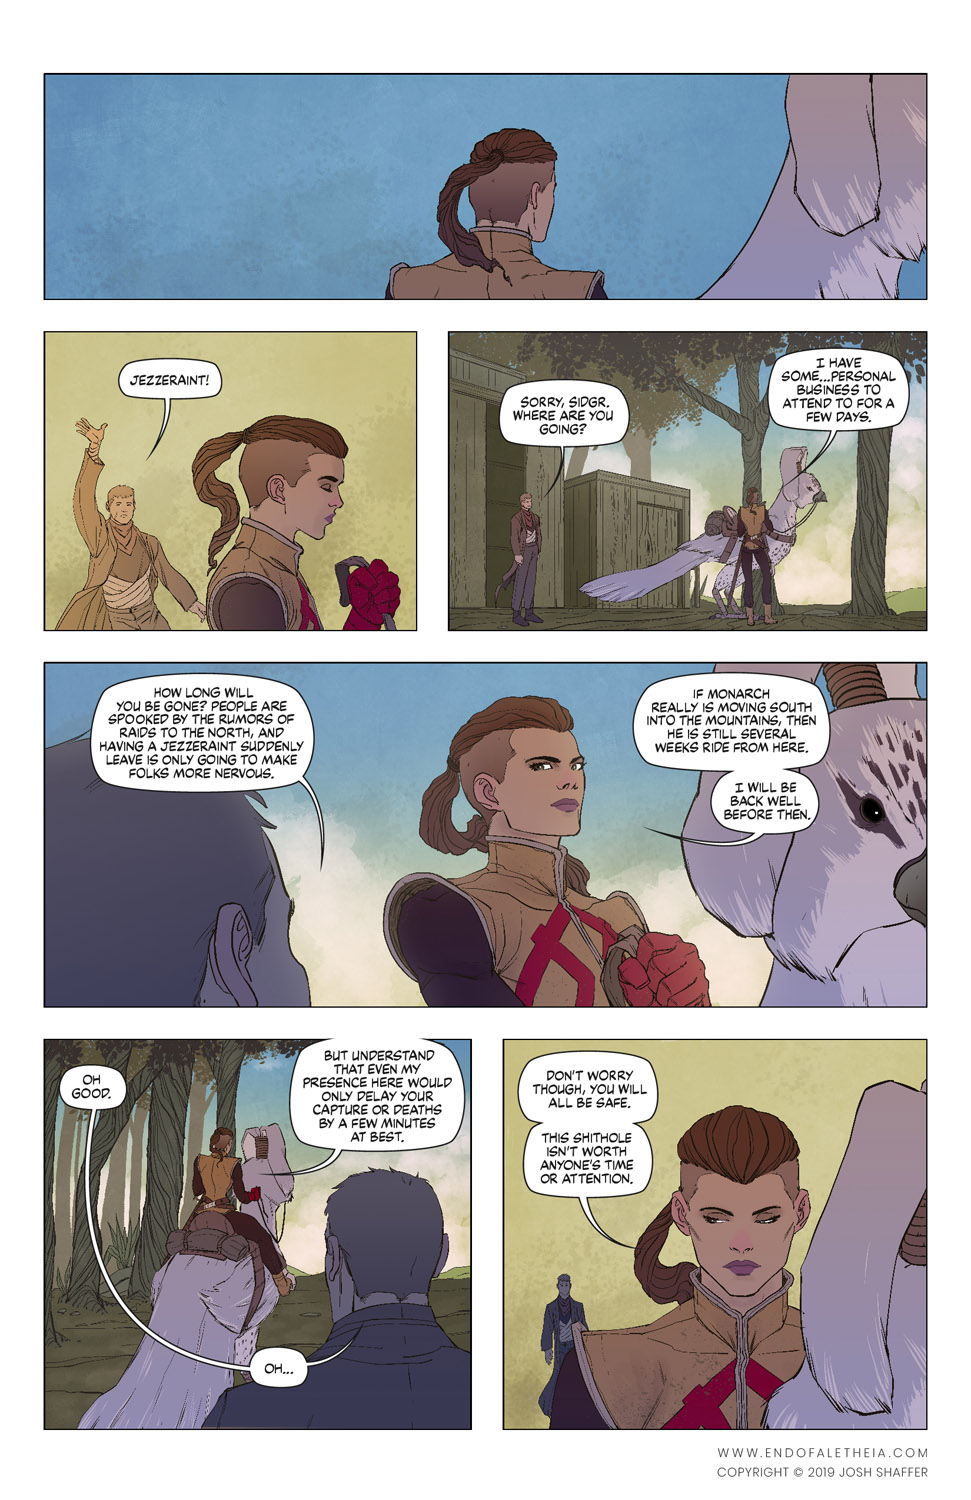 JEZZERAINT!
SORRY, SIDGR.
WHERE ARE YOU
GOING?
I HAVE
SOME...PERSONAL
BUSINESS TO
ATTEND TO FOR A
FEW DAYS.
HOW LONG WILL
YOU BE GONE? PEOPLE ARE
SPOOKED BY THE RUMORS OF
RAIDS TO THE NORTH, AND
HAVING A JEZZERAINT SUDDENLY
LEAVE IS ONLY GOING TO MAKE
FOLKS MORE NERVOUS.
IF MONARCH
REALLY IS MOVING SOUTH
INTO THE MOUNTAINS, THEN
HE IS STILL SEVERAL
WEEKS RIDE FROM HERE.
I WILL BE
BACK WELL
BEFORE THEN.
OH
GOOD.
BUT UNDERSTAND
THAT EVEN MY
PRESENCE HERE WOULD
ONLY DELAY YOUR
CAPTURE OR DEATHS
BY A FEW MINUTES
AT BEST.
OH...
DON'T WORRY
THOUGH, YOU WILL
ALL BE SAFE.
THIS SHITHOLE
ISN'T WORTH
ANYONE'S TIME
OR ATTENTION.
WWW.ENDOFALETHEIA.COM
COPYRIGHT © 2019 JOSH SHAFFER